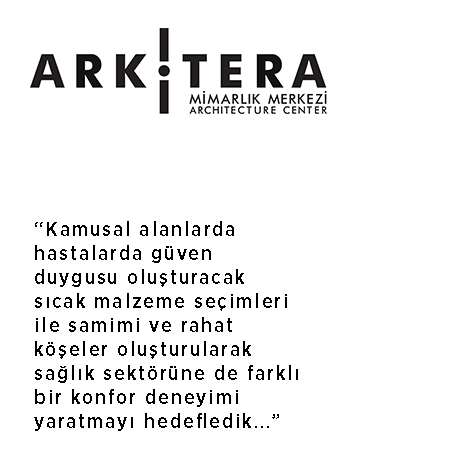 ARKITERA
MİMARLIK MERKEZİ
ARCHITECTURE CENTER
“Kamusal alanlarda
hastalarda güven
duygusu oluşturacak
sıcak malzeme seçimleri
ile samimi ve rahat
köşeler oluşturularak
sağlık sektörüne de farklı
bir konfor deneyimi
yaratmayı hedefledik...”